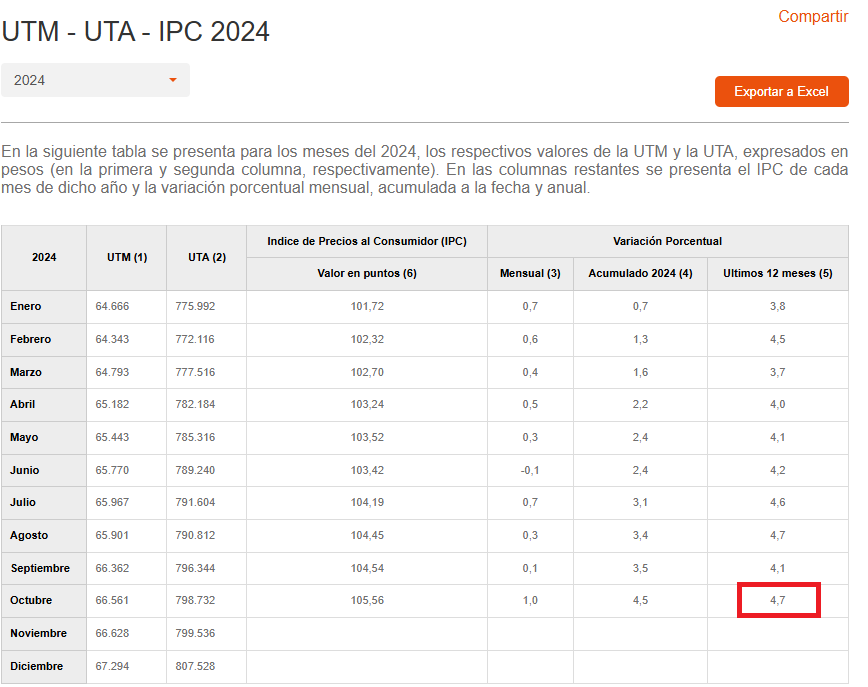 Compartir
UTM - UTA - IPC 2024
2024
Exportar a Excel
En la siguiente tabla se presenta para los meses del 2024, los respectivos valores de la UTM y la UTA, expresados en
pesos (en la primera y segunda columna, respectivamente). En las columnas restantes se presenta el IPC de cada
mes de dicho año y la variación porcentual mensual, acumulada a la fecha y anual.
2024 UTM (1) UTA (2) Indice de Precios al Consumidor (IPC) Variación Porcentual
Valor en puntos (6) Mensual (3) Acumulado 2024 (4) Ultimos 12 meses (5)
Enero 64.666 775.992 101,72 0,7 0,7 3,8
Febrero 64.343 772.116 102,32 0,6 1,3 4,5
Marzo 64.793 777.516 102,70 0,4 1,6 3,7
Abril 65.182 782.184 103,24 0,5 2,2 4,0
Mayo 65.443 785.316 103,52 0,3 2,4 4,1
Junio 65.770 789.240 103,42 -0,1 2,4 4,2
Julio 65.967 791.604 104,19 0,7 3,1 4,6
Agosto 65.901 790.812 104,45 0,3 3,4 4,7
Septiembre 66.362 796.344 104,54 0,1 3,5 4,1
Octubre 66.561 798.732 105,56 1,0 4,5 4,7
Noviembre 66.628 799.536
Diciembre 67.294 807.528